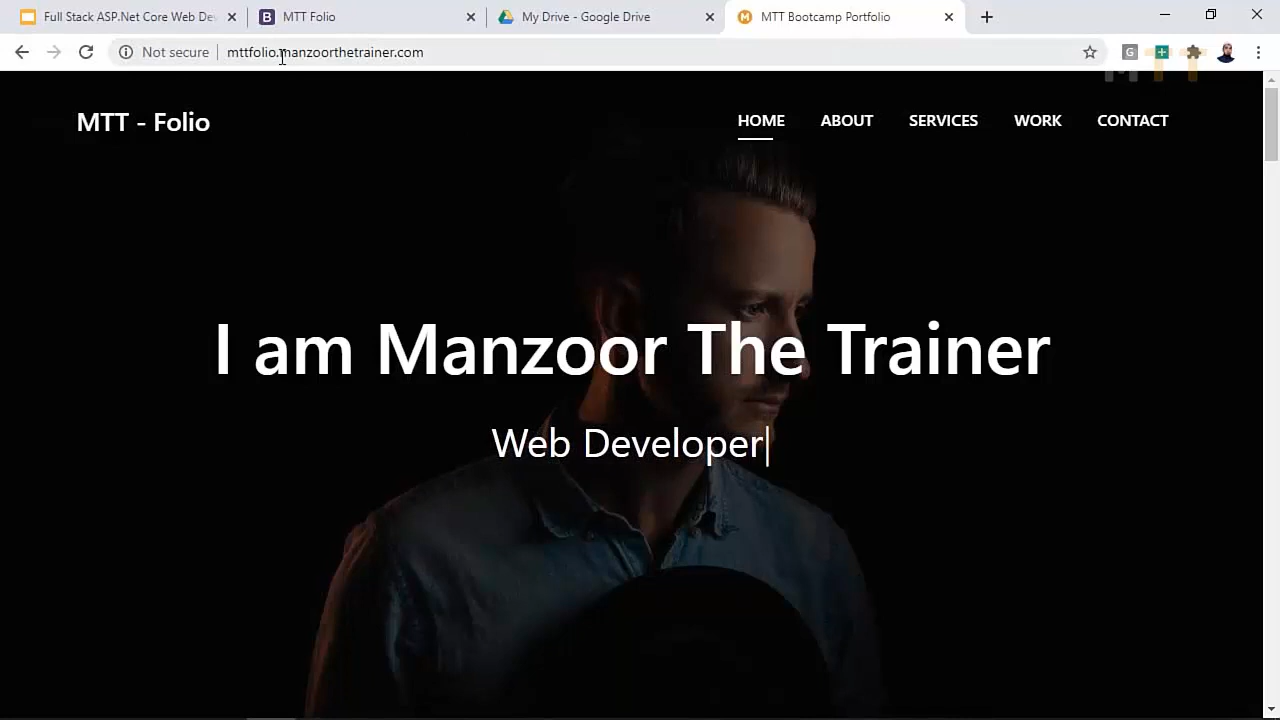 Full Stack ASP.Net Core Web De
MTT Folio
My Drive - Google Drive
MTT Bootcamp Portfolio
Not secure
mttfolio.manzoorthetrainer.com
MTT
MTT - Folio
HOME
ABOUT
SERVICES
WORK
CONTACT
I am Manzoor The Trainer
Web Developer